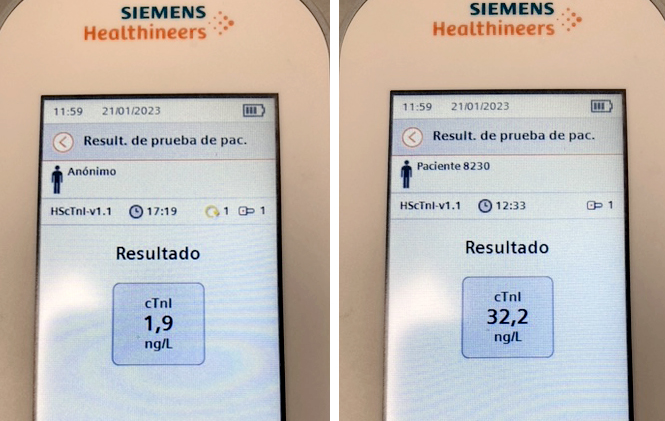 SIEMENS
Healthineers
11:59 21/01/2023
Result. de prueba de pac.
Anónimo
HScTnI-v1.1 17:19 1 1
Resultado
cTnI
1,9
ng/L
SIEMENS
Healthineers
11:59 21/01/2023
Result. de prueba de pac.
Paciente 8230
HScTnI-v1.1 12:33 1
Resultado
cTnI
32,2
ng/L